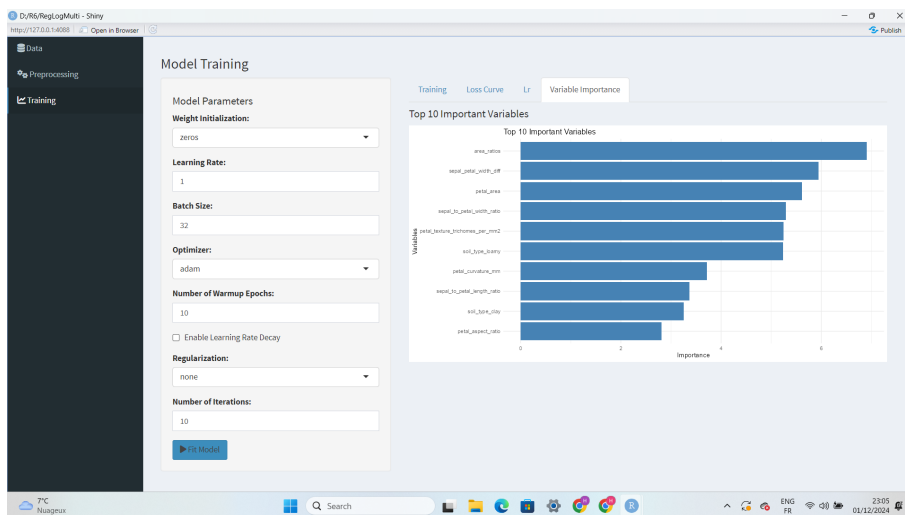 D:/R6/RegLogMulti - Shiny
http://127.0.0.1:4088 Open in Browser Publish
Data
Preprocessing
Training
Model Training
Model Parameters
Weight Initialization:
zeros
Learning Rate:
1
Batch Size:
32
Optimizer:
adam
Number of Warmup Epochs:
10
Enable Learning Rate Decay
Regularization:
none
Number of Iterations:
10
Fit Model
Training Loss Curve Lr Variable Importance
Top 10 Important Variables
Top 10 Important Variables
area_ratios
sepal_petal_width_diff
petal_area
sepal_to_petal_width_ratio
petal_texture_trichomes_per_mm2
soil_type_loamy
petal_curvature_mm
sepal_to_petal_length_ratio
soil_type_clay
petal_aspect_ratio
Variables
0 2 4 6
Importance
7°C
Nuageux
Search
ENG
FR
23:05
01/12/2024